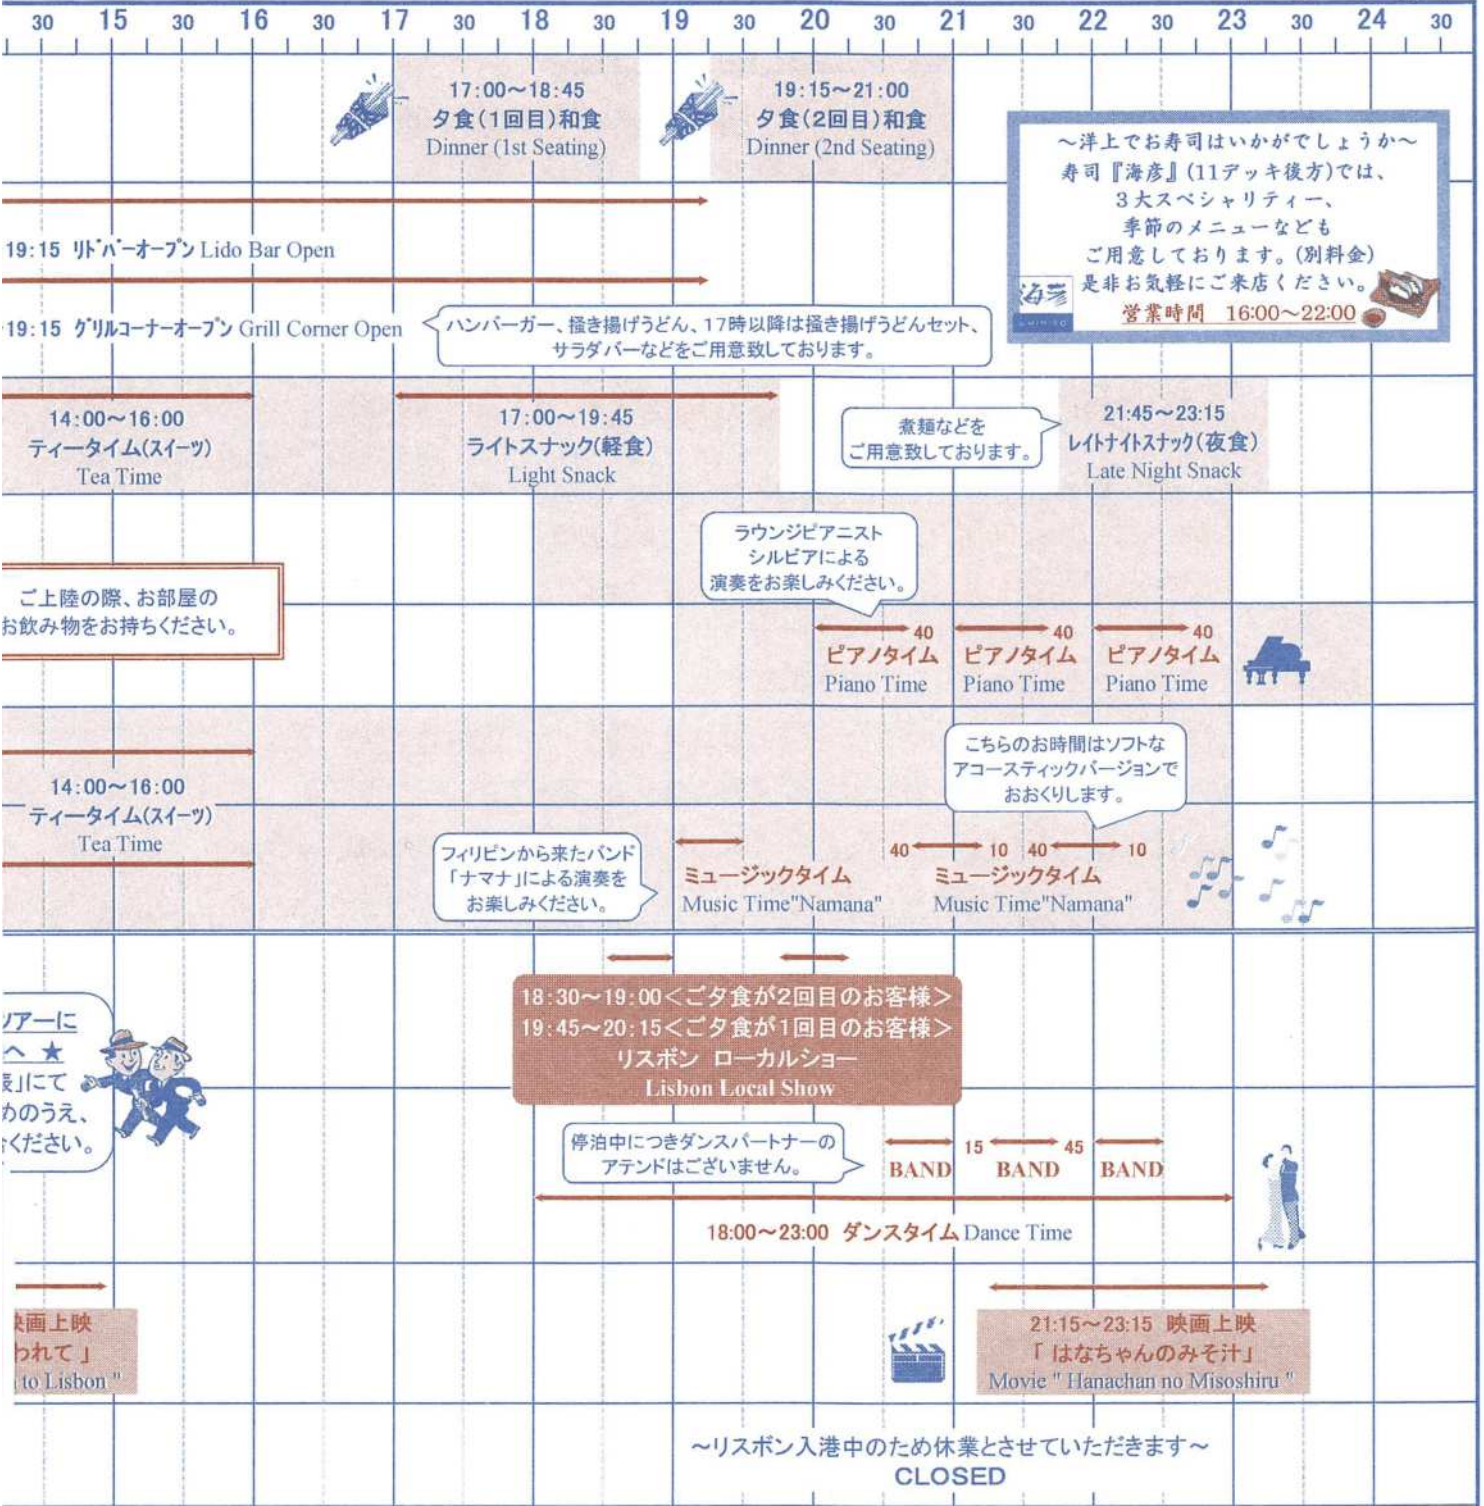 30 15 30 16 30 17 30 18 30 19 30 20 30 21 30 22 30 23 30 24 30
17:00～18:45
夕食(1回目)和食
Dinner (1st Seating)
19:15～21:00
夕食(2回目)和食
Dinner (2nd Seating)
～洋上でお寿司はいかがでしょうか～
寿司『海彦』(11デッキ後方)では、
3大スペシャリティー、
季節のメニューなども
ご用意しております。(別料金)
是非お気軽にご来店ください。
海彦
営業時間 16:00～22:00
19:15 リドバーオープン Lido Bar Open
19:15 グリルコーナーオープン Grill Corner Open
ハンバーガー、掻き揚げうどん、17時以降は掻き揚げうどんセット、
サラダバーなどをご用意致しております。
14:00～16:00
ティータイム(スイーツ)
Tea Time
17:00～19:45
ライトスナック(軽食)
Light Snack
煮麺などを
ご用意致しております。
21:45～23:15
レイトナイトスナック(夜食)
Late Night Snack
ラウンジピアニスト
シルビアによる
演奏をお楽しみください。
ご上陸の際、お部屋の
お飲み物をお持ちください。
40
ピアノタイム
Piano Time
40
ピアノタイム
Piano Time
40
ピアノタイム
Piano Time
こちらのお時間はソフトな
アコースティックバージョンで
おおくりします。
14:00～16:00
ティータイム(スイーツ)
Tea Time
フィリピンから来たバンド
「ナマナ」による演奏を
お楽しみください。
ミュージックタイム
Music Time"Namana"
40 10 40 10
ミュージックタイム
Music Time"Namana"
18:30～19:00<ご夕食が2回目のお客様>
19:45～20:15<ご夕食が1回目のお客様>
リスボン ローカルショー
Lisbon Local Show
ツアーに
へ ★
」にて
めのうえ、
ください。
停泊中につきダンスパートナーの
アテンドはございません。
15 45
BAND BAND BAND
18:00～23:00 ダンスタイム Dance Time
映画上映
われて」
to Lisbon "
21:15～23:15 映画上映
「 はなちゃんのみそ汁」
Movie " Hanachan no Misoshiru "
～リスボン入港中のため休業とさせていただきます～
CLOSED